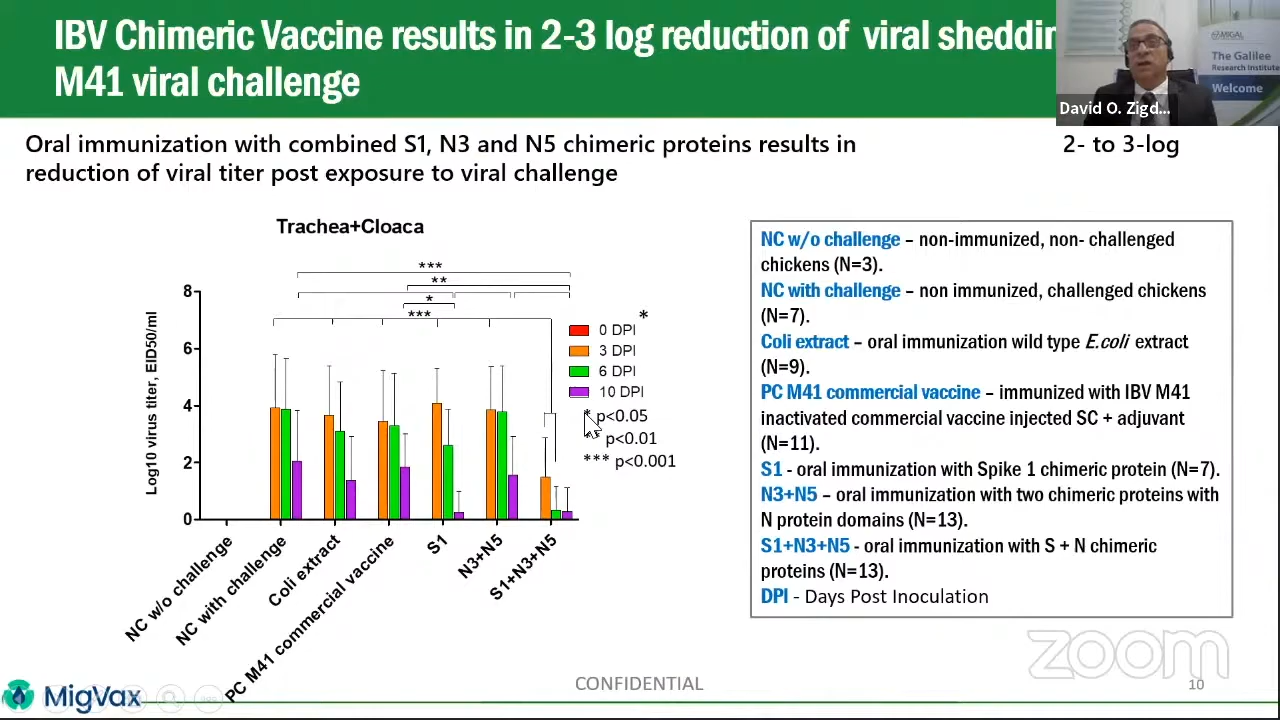 IBV Chimeric Vaccine results in 2-3 log reduction of viral sheddin
M41 viral challenge
MIGAL
The Galilee
Research Institute
Welcome
David O. Zigd...
Oral immunization with combined S1, N3 and N5 chimeric proteins results in 2- to 3-log
reduction of viral titer post exposure to viral challenge
Trachea+Cloaca
***
**
*
***
8
6
4
2
0
Log10 virus titer, EID50/ml
*
0 DPI
3 DPI
6 DPI
10 DPI
* p<0.05
p<0.01
*** p<0.001
NC w/o challenge
NC with challenge
Coli extract
PC M41 commercial vaccine
S1
N3+N5
S1+N3+N5
NC w/o challenge – non-immunized, non- challenged
chickens (N=3).
NC with challenge – non immunized, challenged chickens
(N=7).
Coli extract – oral immunization wild type E.coli extract
(N=9).
PC M41 commercial vaccine – immunized with IBV M41
inactivated commercial vaccine injected SC + adjuvant
(N=11).
S1 - oral immunization with Spike 1 chimeric protein (N=7).
N3+N5 – oral immunization with two chimeric proteins with
N protein domains (N=13).
S1+N3+N5 - oral immunization with S + N chimeric
proteins (N=13).
DPI - Days Post Inoculation
zoom
MigVax
CONFIDENTIAL
10